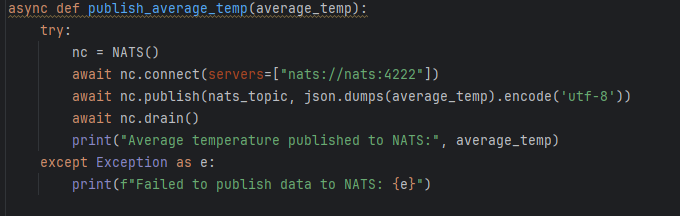 async def publish_average_temp(average_temp):
    try:
        nc = NATS()
        await nc.connect(servers=["nats://nats:4222"])
        await nc.publish(nats_topic, json.dumps(average_temp).encode('utf-8'))
        await nc.drain()
        print("Average temperature published to NATS:", average_temp)
    except Exception as e:
        print(f"Failed to publish data to NATS: {e}")